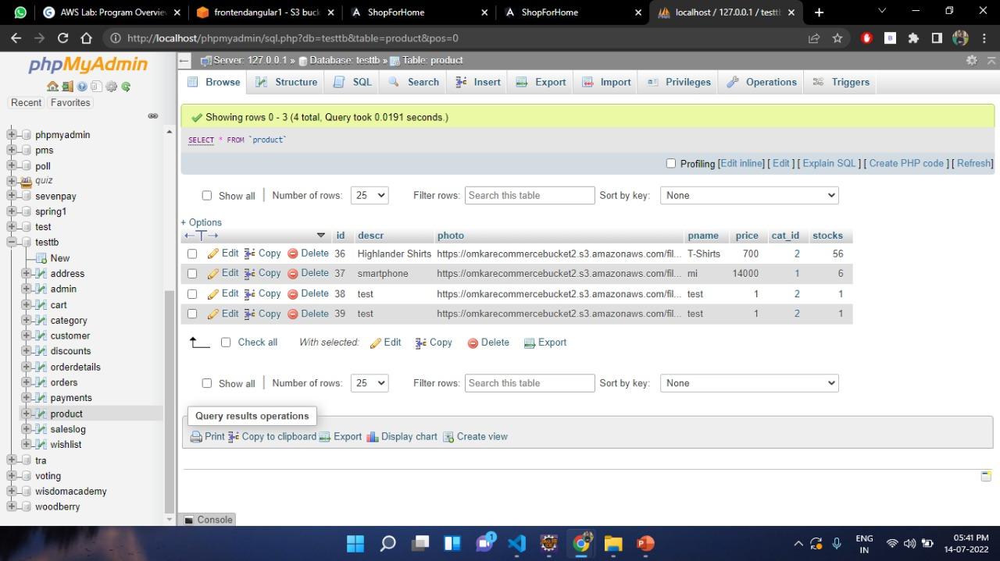 AWS Lab: Program Overvie
frontendangular1 - S3 buck
ShopForHome
ShopForHome
localhost / 127.0.0.1 / testtb
http://localhost/phpmyadmin/sql.php?db=testtb&table=product&pos=0
phpMyAdmin
Recent Favorites
phpmyadmin
pms
poll
quiz
sevenpay
spring1
test
testtb
New
address
admin
cart
category
customer
discounts
orderdetails
orders
payments
product
saleslog
wishlist
tra
voting
wisdomacademy
woodberry
Server: 127.0.0.1 » Database: testtb » Table: product
Browse Structure SQL Search Insert Export Import Privileges Operations Triggers
Showing rows 0 - 3 (4 total, Query took 0.0191 seconds.)
SELECT * FROM `product`
Profiling [Edit inline] [ Edit ] [ Explain SQL ] [ Create PHP code ] [ Refresh]
Show all Number of rows: 25 Filter rows: Search this table Sort by key: None
+ Options
id descr photo pname price cat_id stocks
Edit Copy Delete 36 Highlander Shirts https://omkarecommercebucket2.s3.amazonaws.com/fil... T-Shirts 700 2 56
Edit Copy Delete 37 smartphone https://omkarecommercebucket2.s3.amazonaws.com/fil... mi 14000 1 6
Edit Copy Delete 38 test https://omkarecommercebucket2.s3.amazonaws.com/fil... test 1 2 1
Edit Copy Delete 39 test https://omkarecommercebucket2.s3.amazonaws.com/fil... test 1 2 1
Check all With selected: Edit Copy Delete Export
Show all Number of rows: 25 Filter rows: Search this table Sort by key: None
Query results operations
Print Copy to clipboard Export Display chart Create view
Console
1
ENG
IN
05:41 PM
14-07-2022